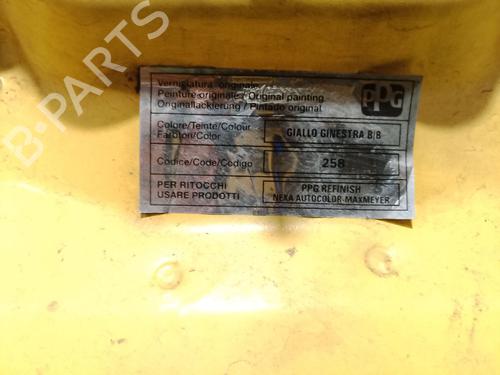 B-PARTS
Verniciatura originale
Peinture originale / Original painting
Originallackierung / Pintado original
PPG
Colore/Teinte/Colour
Farbton/Color
GIALLO GINESTRA B/B
Codice/Code/Codigo
258
PER RITOCCHI
USARE PRODOTTI
PPG REFINISH
NEXA AUTOCOLOR-MAXMEYER